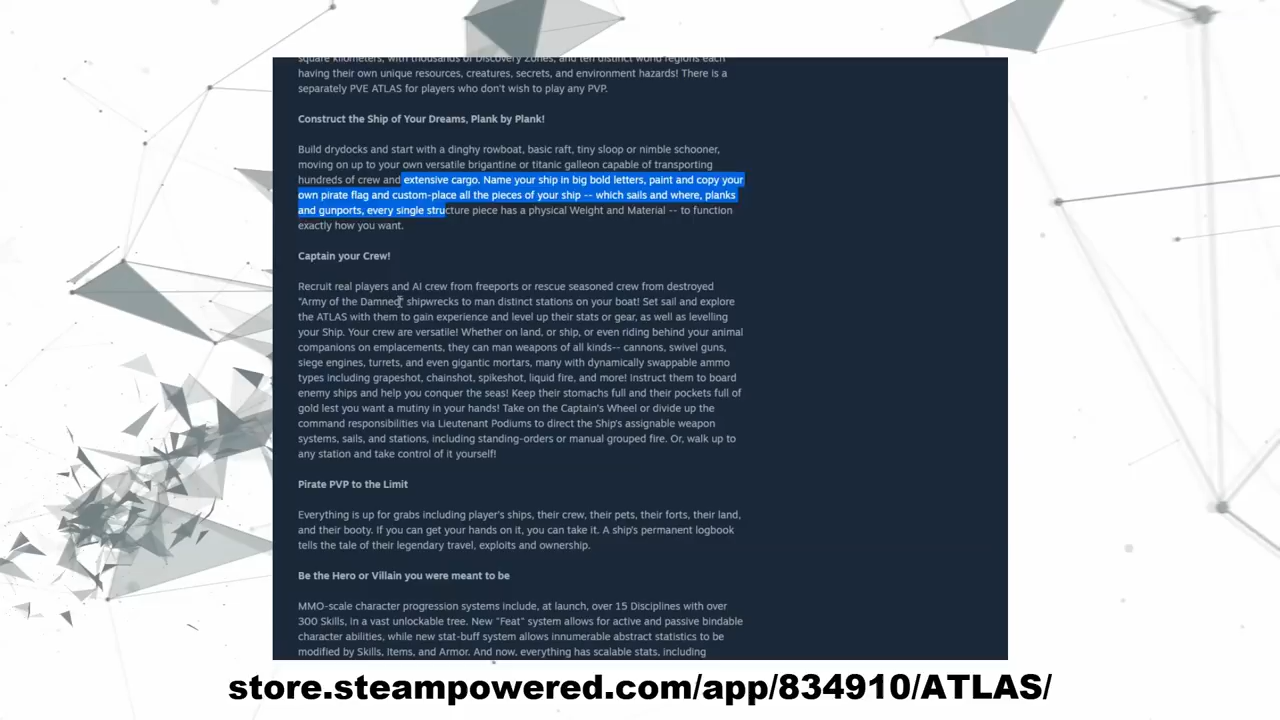 square kilometers, with thousands of Discovery Zones, and ten distinct world regions each
having their own unique resources, creatures, secrets, and environment hazards! There is a
separately PVE ATLAS for players who don't wish to play any PVP.
Construct the Ship of Your Dreams, Plank by Plank!
Build drydocks and start with a dinghy rowboat, basic raft, tiny sloop or nimble schooner,
moving on up to your own versatile brigantine or titanic galleon capable of transporting
hundreds of crew and extensive cargo. Name your ship in big bold letters, paint and copy your
own pirate flag and custom-place all the pieces of your ship -- which sails and where, planks
and gunports, every single structure piece has a physical Weight and Material -- to function
exactly how you want.
Captain your Crew!
Recruit real players and AI crew from freeports or rescue seasoned crew from destroyed
"Army of the Damned" shipwrecks to man distinct stations on your boat! Set sail and explore
the ATLAS with them to gain experience and level up their stats or gear, as well as levelling
your Ship. Your crew are versatile! Whether on land, or ship, or even riding behind your animal
companions on emplacements, they can man weapons of all kinds-- cannons, swivel guns,
siege engines, turrets, and even gigantic mortars, many with dynamically swappable ammo
types including grapeshot, chainshot, spikeshot, liquid fire, and more! Instruct them to board
enemy ships and help you conquer the seas! Keep their stomachs full and their pockets full of
gold lest you want a mutiny in your hands! Take on the Captain's Wheel or divide up the
command responsibilities via Lieutenant Podiums to direct the Ship's assignable weapon
systems, sails, and stations, including standing-orders or manual grouped fire. Or, walk up to
any station and take control of it yourself!
Pirate PVP to the Limit
Everything is up for grabs including player's ships, their crew, their pets, their forts, their land,
and their booty. If you can get your hands on it, you can take it. A ship's permanent logbook
tells the tale of their legendary travel, exploits and ownership.
Be the Hero or Villain you were meant to be
MMO-scale character progression systems include, at launch, over 15 Disciplines with over
300 Skills, in a vast unlockable tree. New "Feat" system allows for active and passive bindable
character abilities, while new stat-buff system allows innumerable abstract statistics to be
modified by Skills, Items, and Armor. And now, everything has scalable stats, including
store.steampowered.com/app/834910/ATLAS/